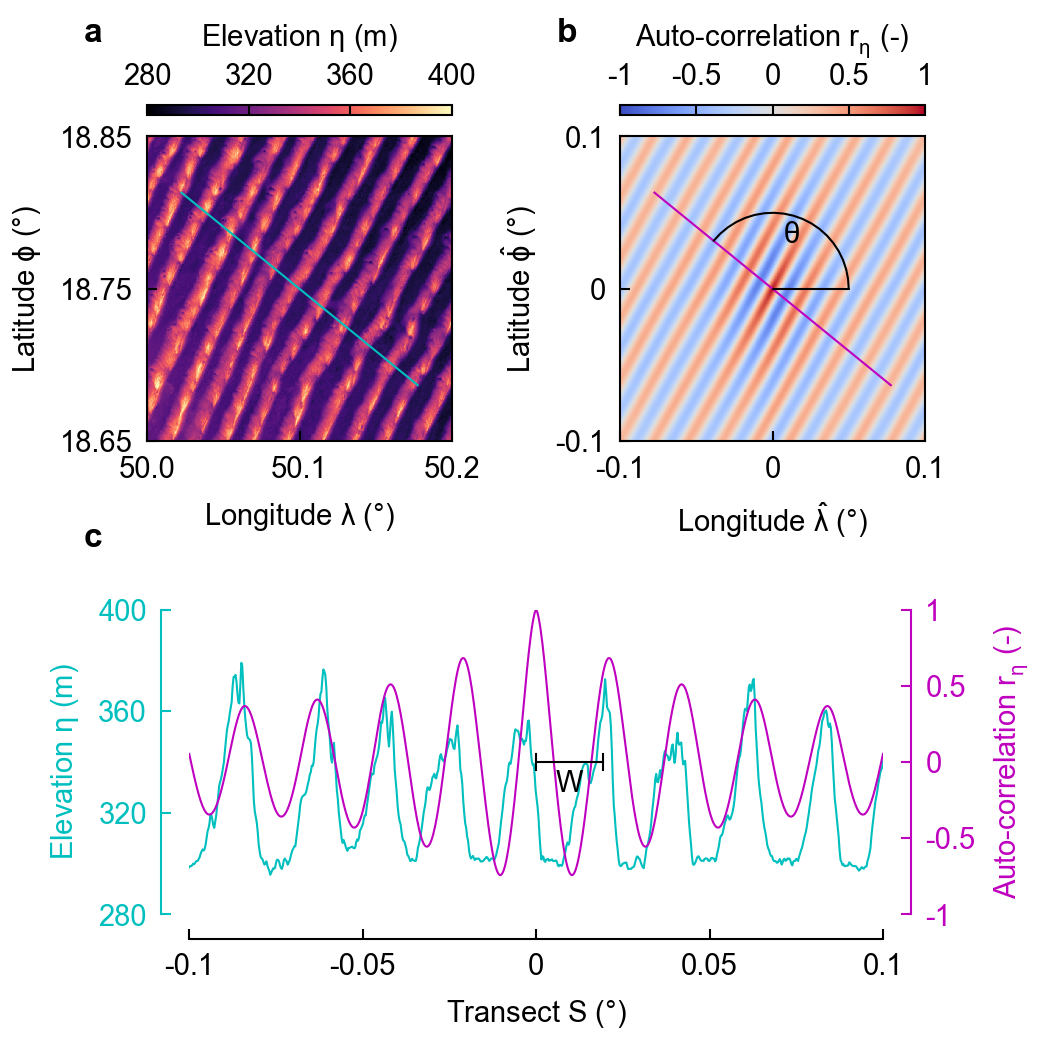 a
Elevation η (m)
280 320 360 400
18.85
18.75
18.65
Latitude ϕ (°)
50.0 50.1 50.2
Longitude λ (°)
b
Auto-correlation rη (-)
-1 -0.5 0 0.5 1
0.1
0
-0.1
Latitude ϕ̂ (°)
θ
-0.1 0 0.1
Longitude λ̂ (°)
c
400
360
320
280
Elevation η (m)
W
1
0.5
0
-0.5
-1
Auto-correlation rη (-)
-0.1 -0.05 0 0.05 0.1
Transect S (°)